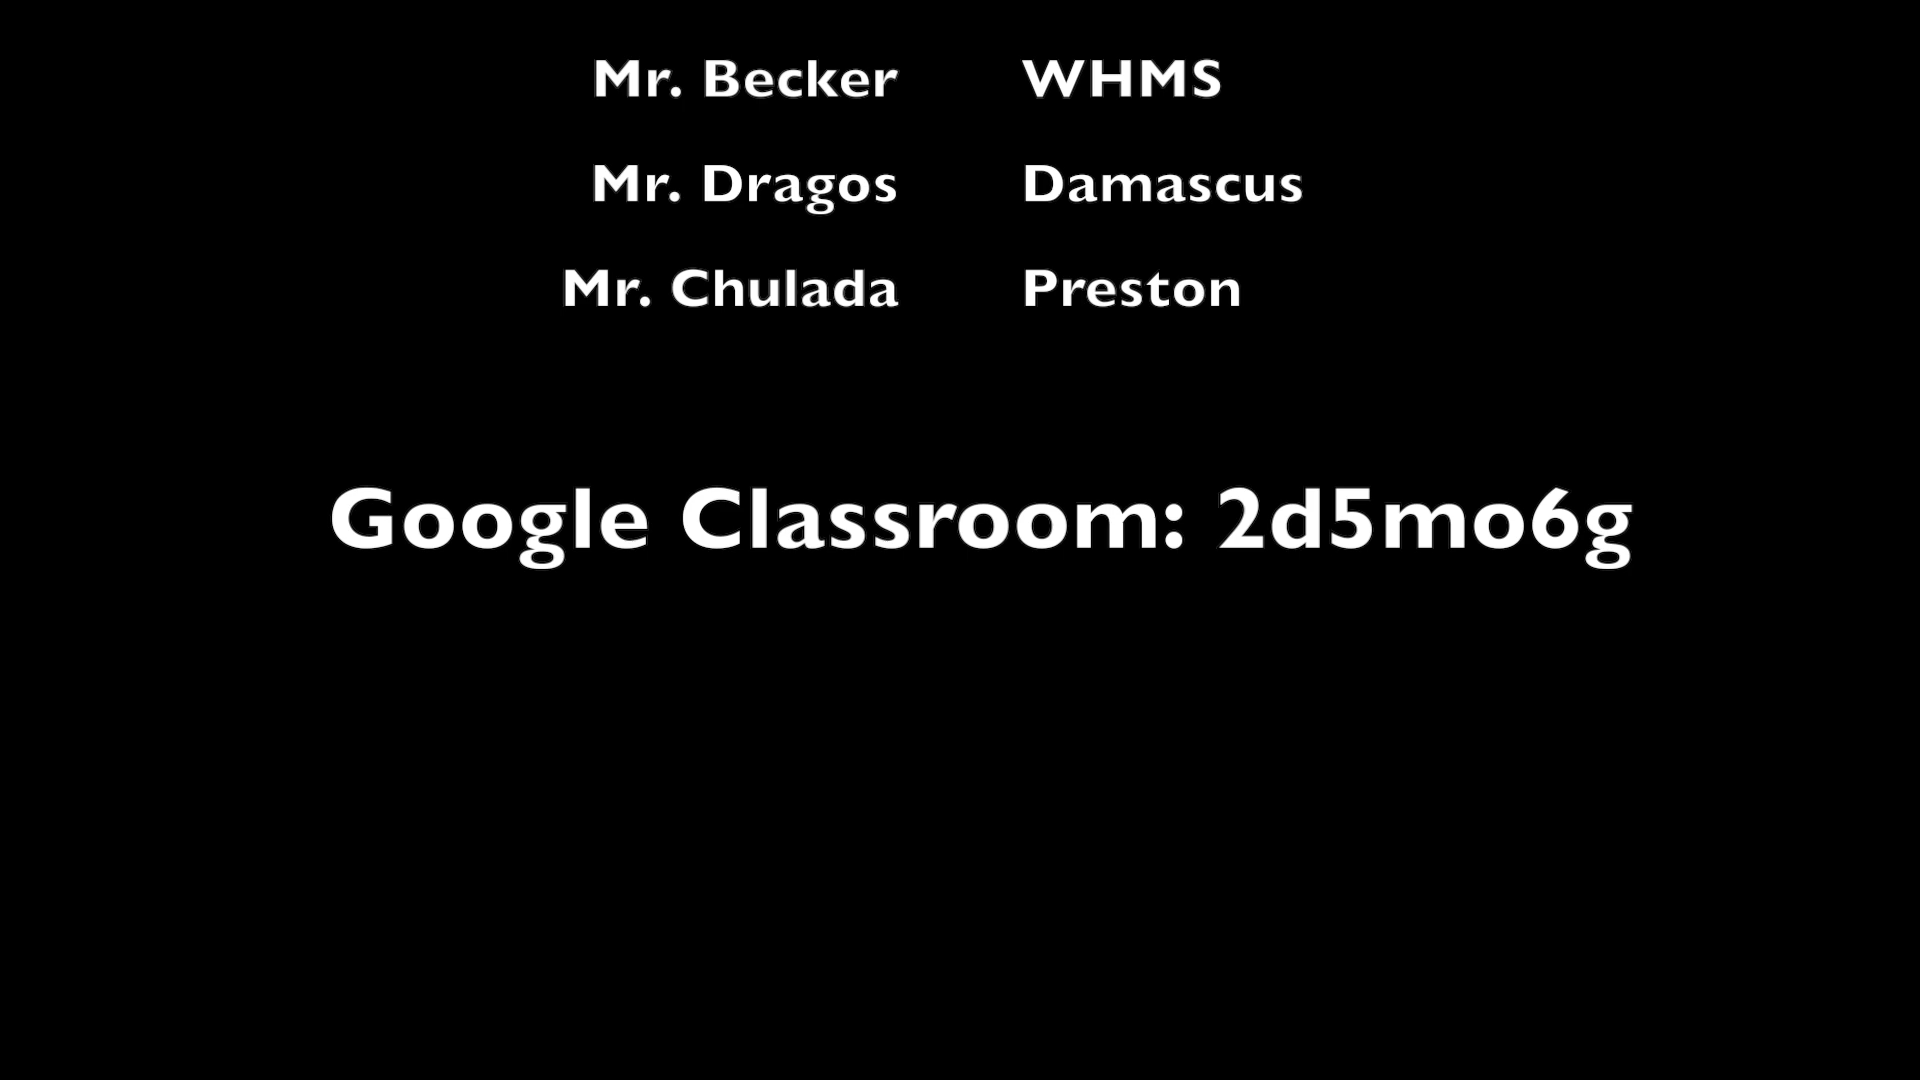 Mr. Becker WHMS
Mr. Dragos Damascus
Mr. Chulada Preston
Google Classroom: 2d5mo6g